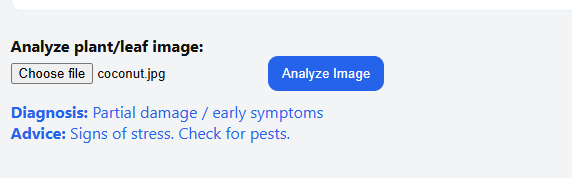 Analyze plant/leaf image:
Choose file coconut.jpg Analyze Image
Diagnosis: Partial damage / early symptoms
Advice: Signs of stress. Check for pests.